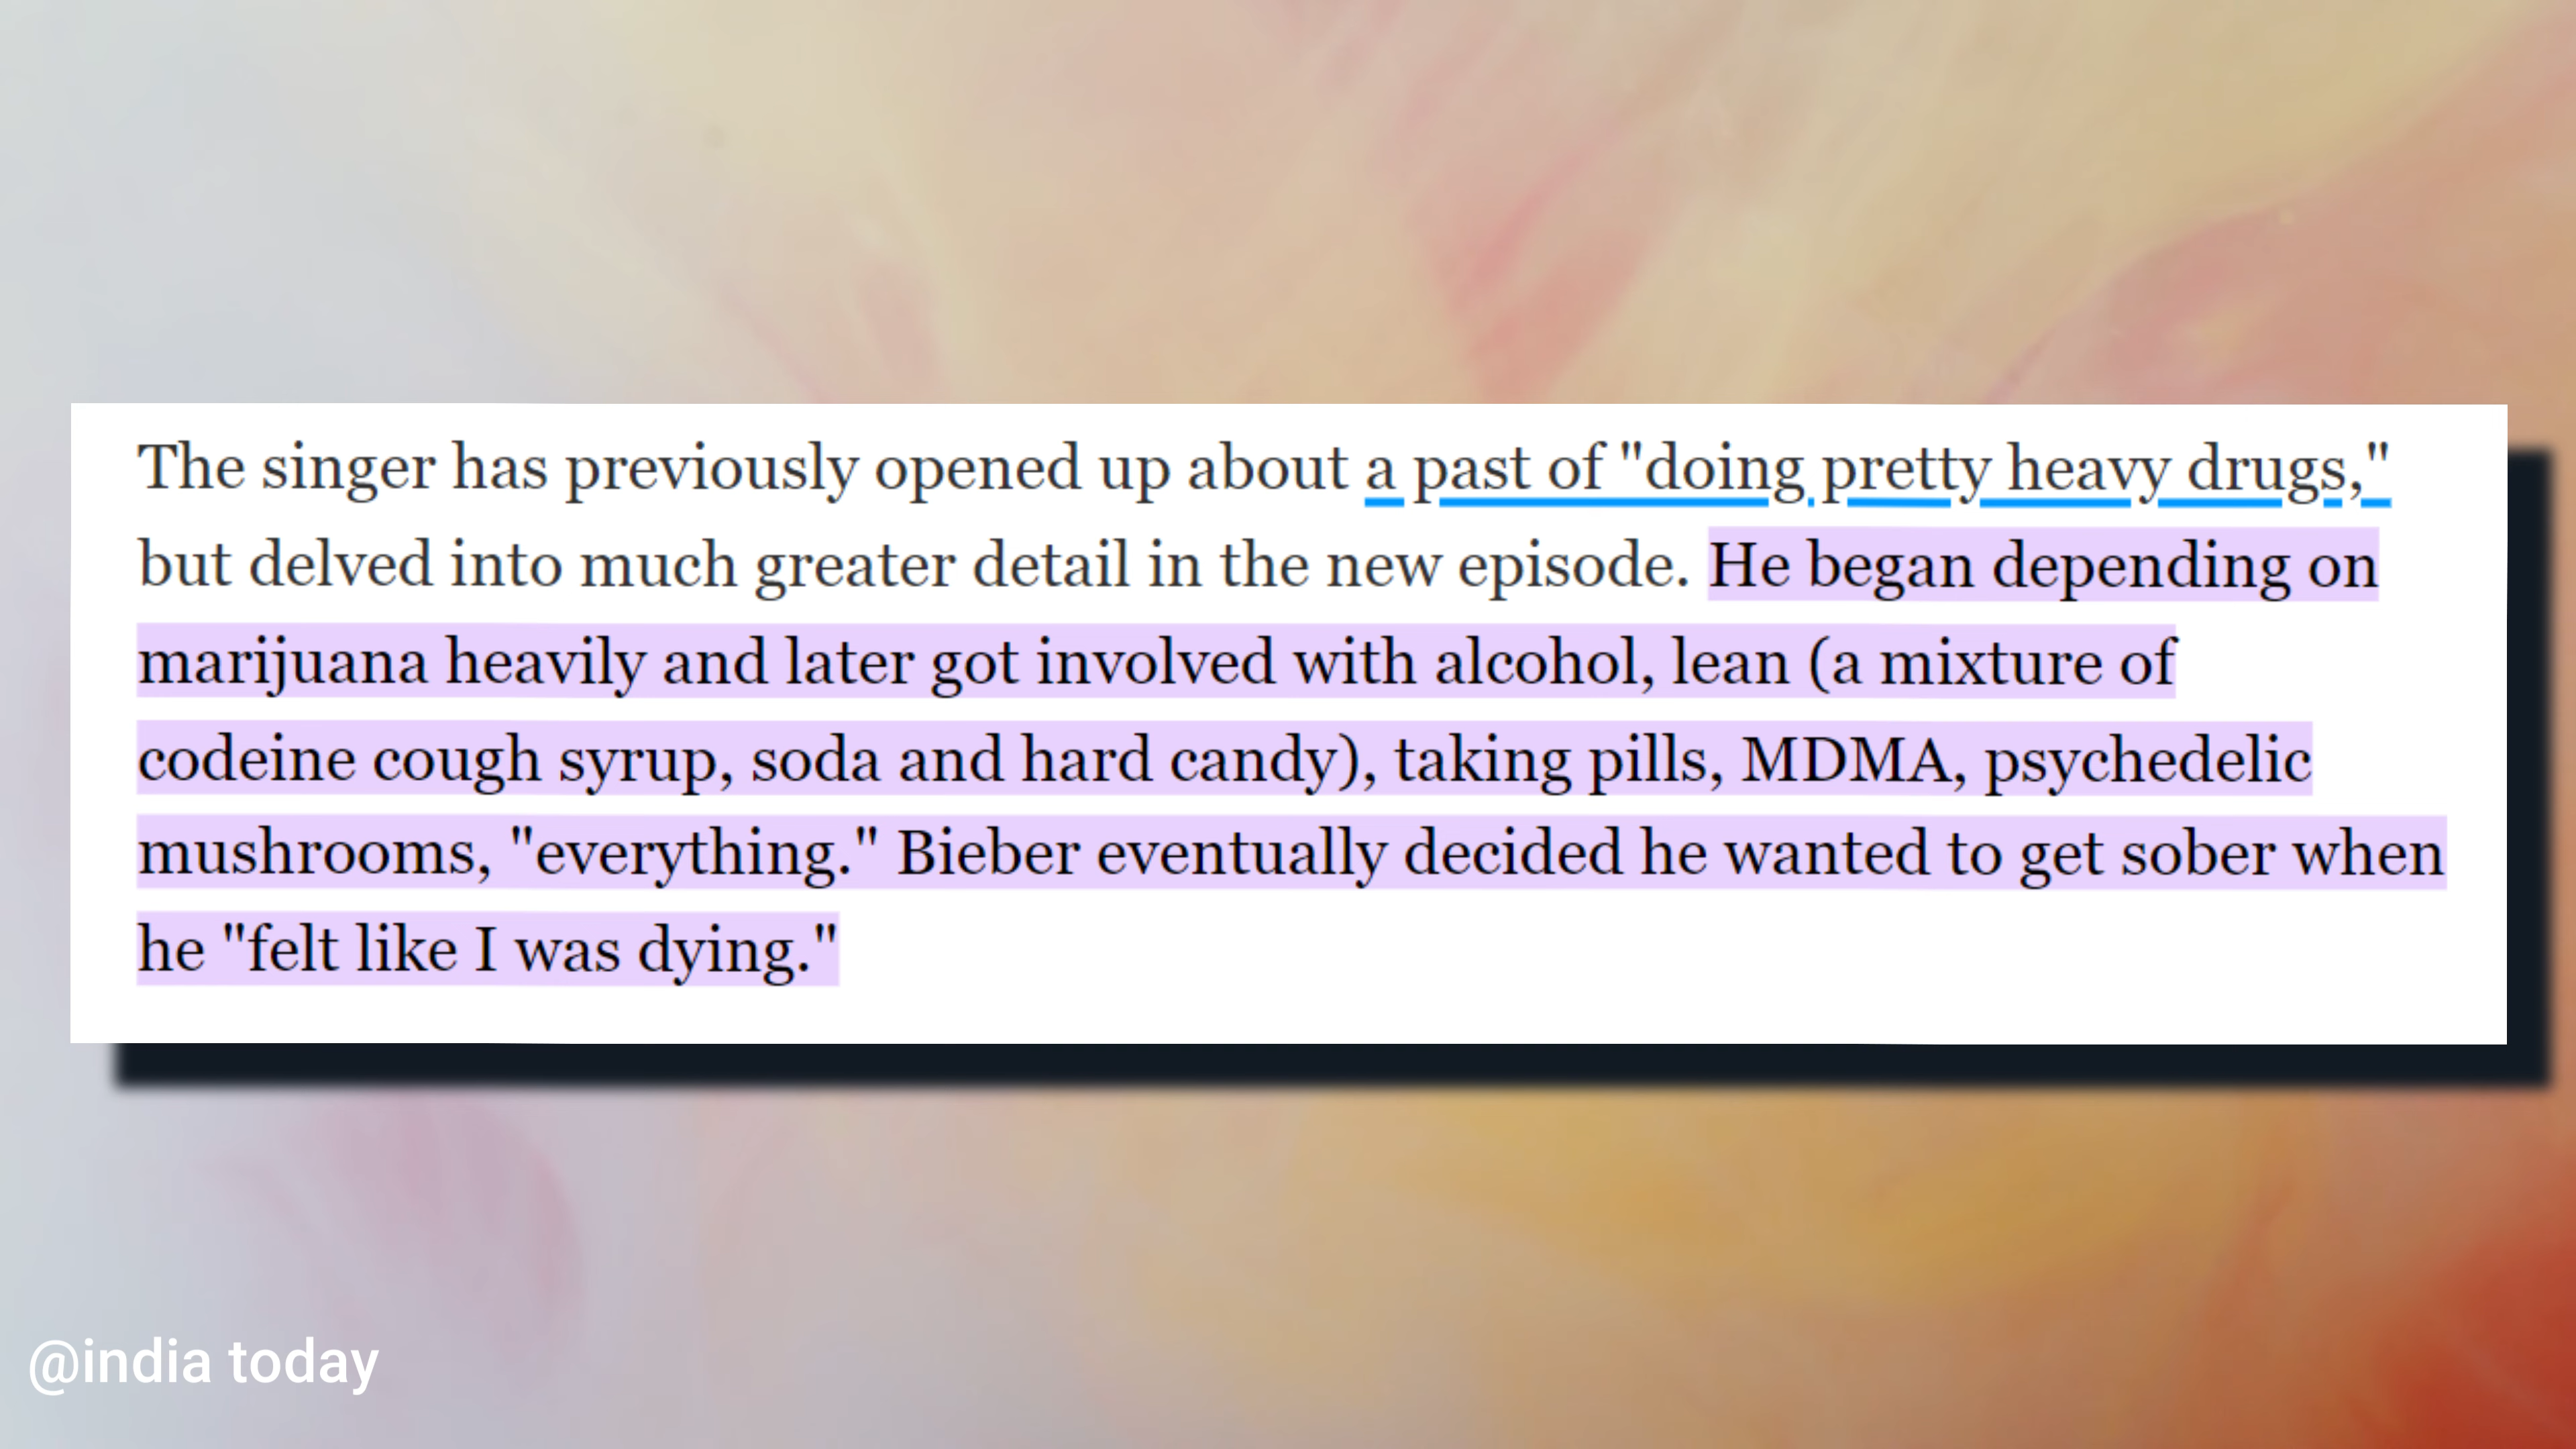 The singer has previously opened up about a past of "doing pretty heavy drugs,"
but delved into much greater detail in the new episode. He began depending on
marijuana heavily and later got involved with alcohol, lean (a mixture of
codeine cough syrup, soda and hard candy), taking pills, MDMA, psychedelic
mushrooms, "everything." Bieber eventually decided he wanted to get sober when
he "felt like I was dying."
@india today